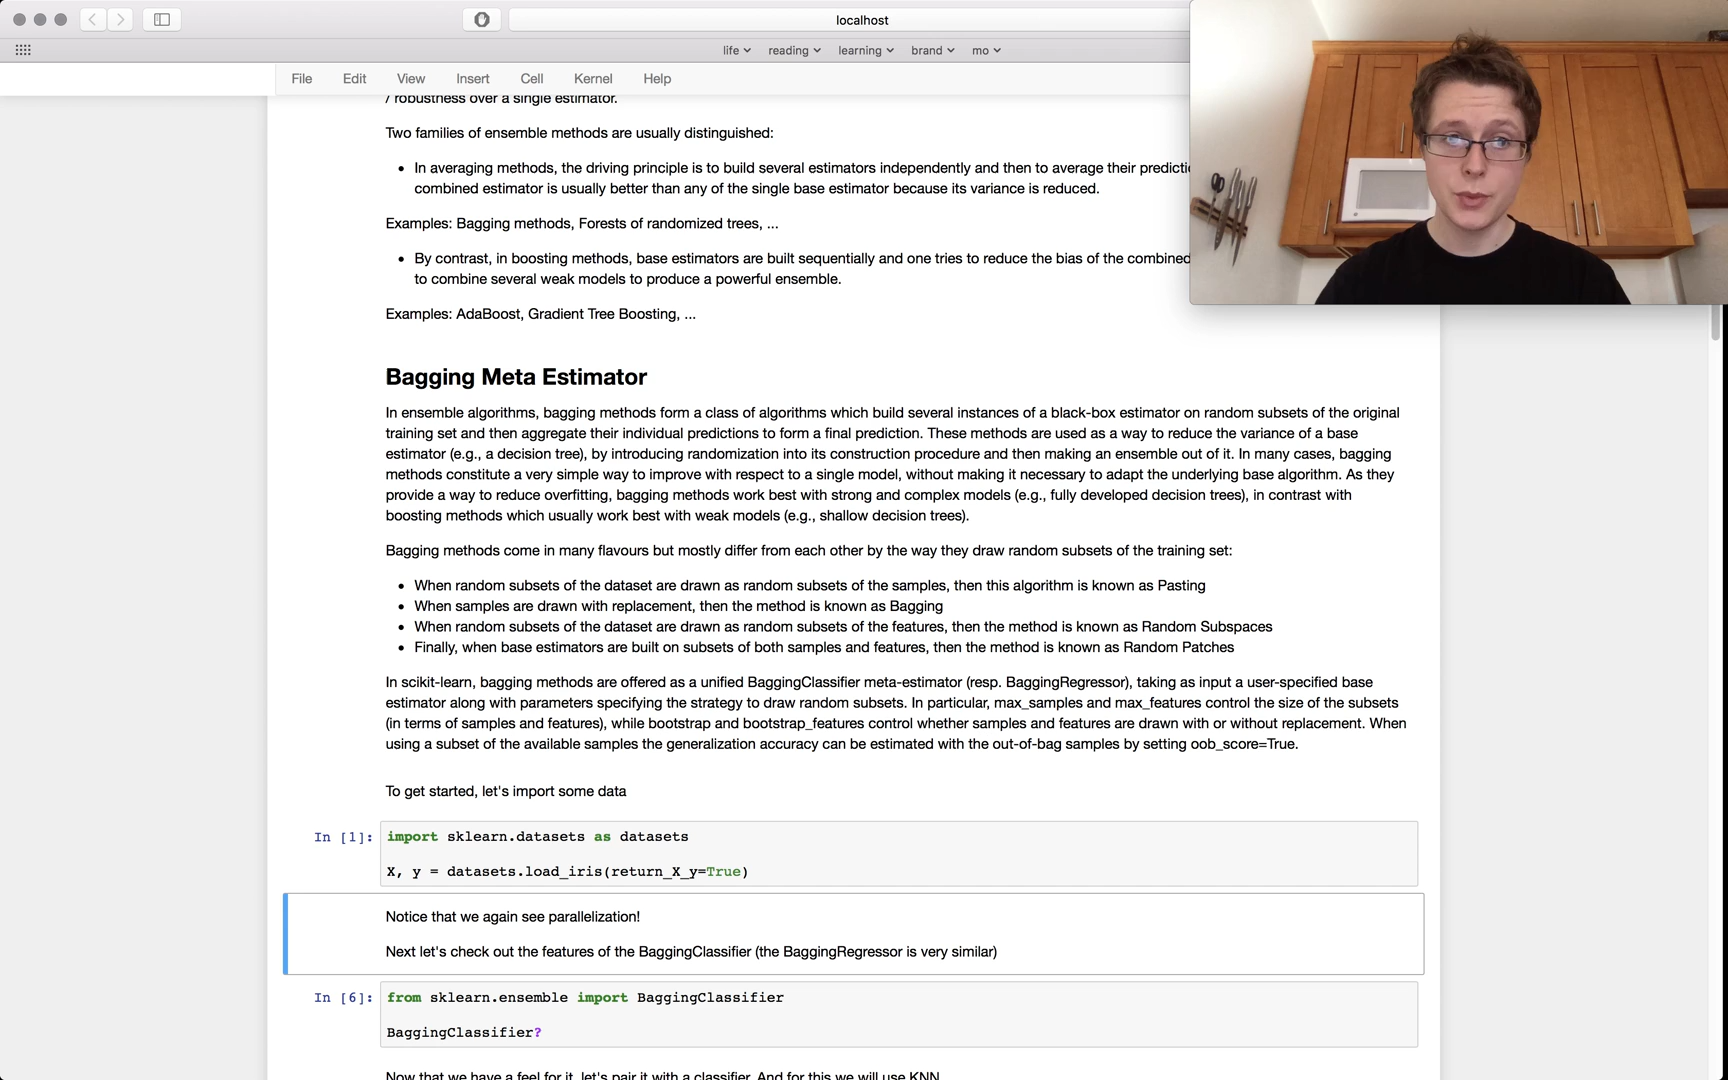 localhost
life
reading
learning
brand
mo
File
Edit
View
Insert
Cell
Kernel
Help
/ robustness over a single estimator.
Two families of ensemble methods are usually distinguished:
• In averaging methods, the driving principle is to build several estimators independently and then to average their predicti
combined estimator is usually better than any of the single base estimator because its variance is reduced.
Examples: Bagging methods, Forests of randomized trees, ...
• By contrast, in boosting methods, base estimators are built sequentially and one tries to reduce the bias of the combined
to combine several weak models to produce a powerful ensemble.
Examples: AdaBoost, Gradient Tree Boosting, ...
Bagging Meta Estimator
In ensemble algorithms, bagging methods form a class of algorithms which build several instances of a black-box estimator on random subsets of the original
training set and then aggregate their individual predictions to form a final prediction. These methods are used as a way to reduce the variance of a base
estimator (e.g., a decision tree), by introducing randomization into its construction procedure and then making an ensemble out of it. In many cases, bagging
methods constitute a very simple way to improve with respect to a single model, without making it necessary to adapt the underlying base algorithm. As they
provide a way to reduce overfitting, bagging methods work best with strong and complex models (e.g., fully developed decision trees), in contrast with
boosting methods which usually work best with weak models (e.g., shallow decision trees).
Bagging methods come in many flavours but mostly differ from each other by the way they draw random subsets of the training set:
• When random subsets of the dataset are drawn as random subsets of the samples, then this algorithm is known as Pasting
• When samples are drawn with replacement, then the method is known as Bagging
• When random subsets of the dataset are drawn as random subsets of the features, then the method is known as Random Subspaces
• Finally, when base estimators are built on subsets of both samples and features, then the method is known as Random Patches
In scikit-learn, bagging methods are offered as a unified BaggingClassifier meta-estimator (resp. BaggingRegressor), taking as input a user-specified base
estimator along with parameters specifying the strategy to draw random subsets. In particular, max_samples and max_features control the size of the subsets
(in terms of samples and features), while bootstrap and bootstrap_features control whether samples and features are drawn with or without replacement. When
using a subset of the available samples the generalization accuracy can be estimated with the out-of-bag samples by setting oob_score=True.
To get started, let's import some data
In [1]: import sklearn.datasets as datasets
X, y = datasets.load_iris(return_X_y=True)
Notice that we again see parallelization!
Next let's check out the features of the BaggingClassifier (the BaggingRegressor is very similar)
In [6]: from sklearn.ensemble import BaggingClassifier
BaggingClassifier?
Now that we have a feel for it, let's pair it with a classifier. And for this we will use KNN